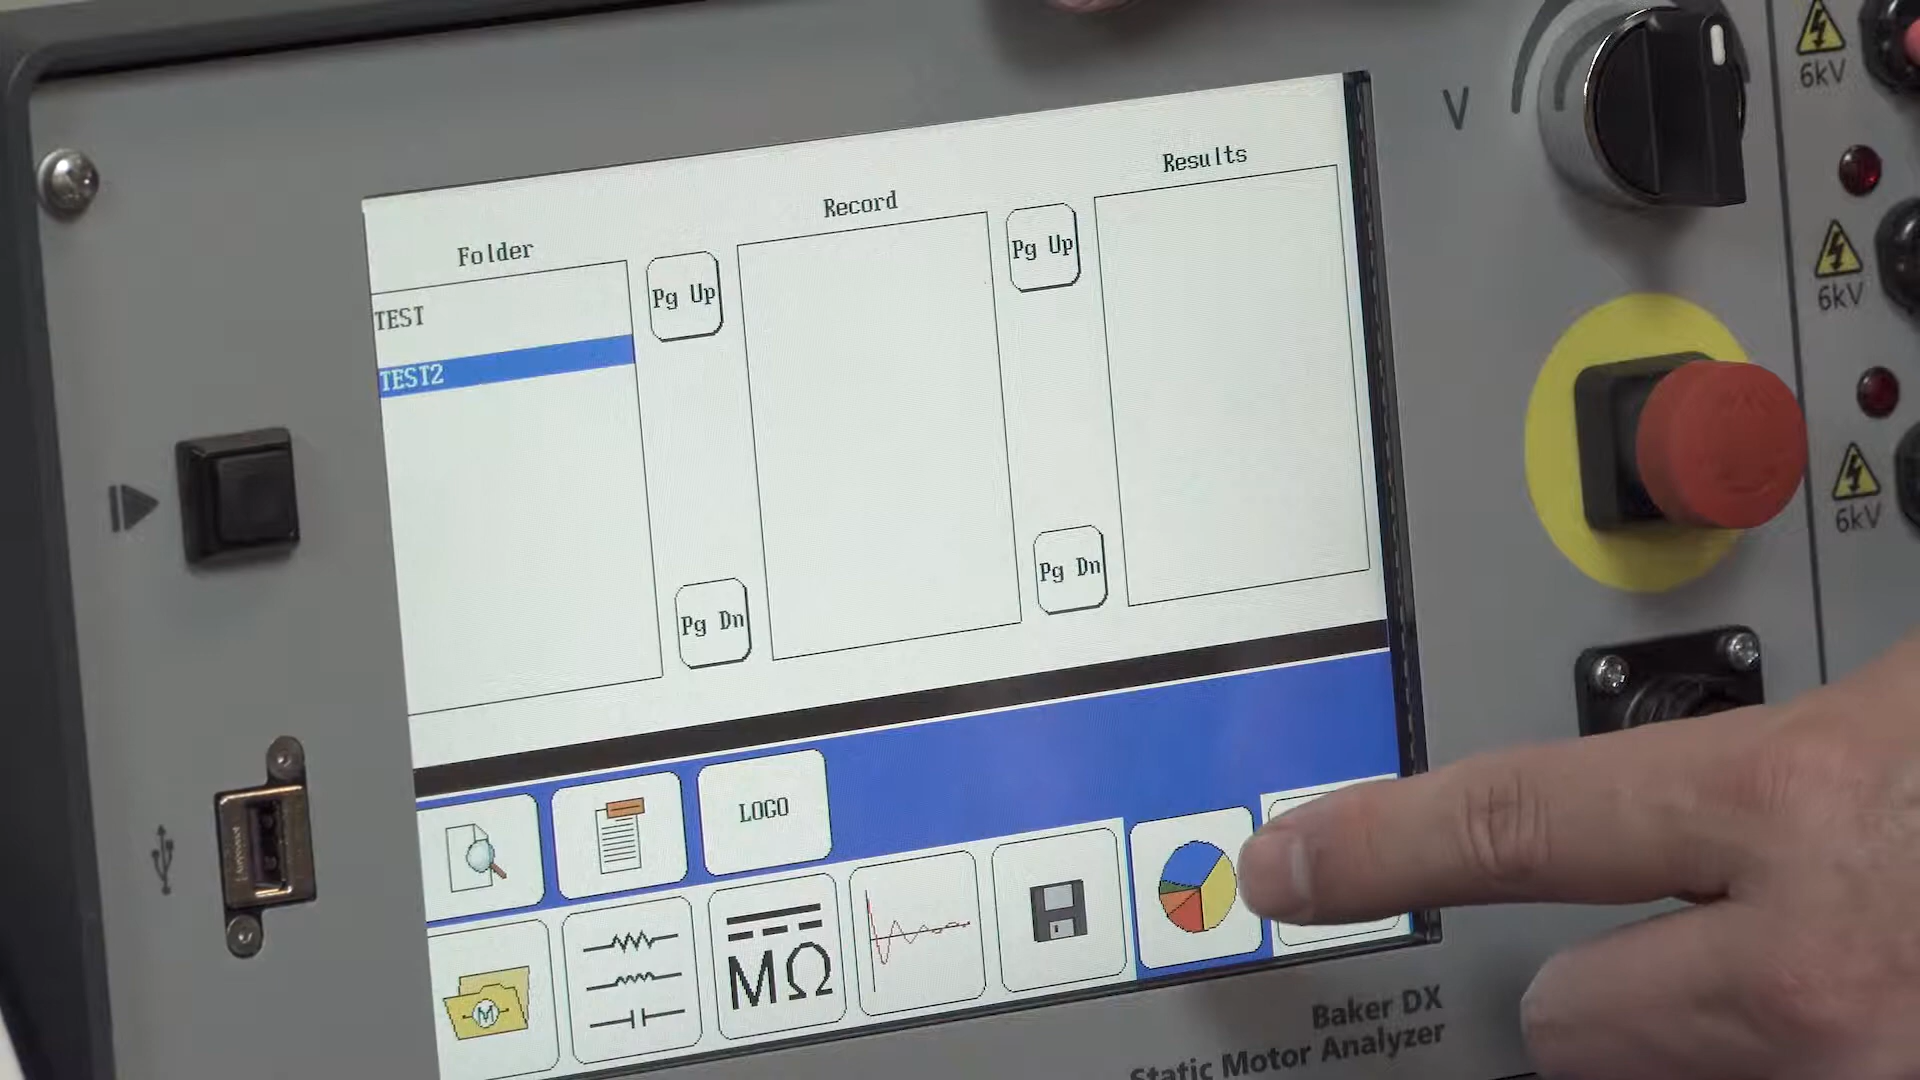 V
6kV
Results
Record
Folder
Pg Up
Pg Up
TEST
TEST2
6kV
6kV
Pg Dn
Pg Dn
LOGO
M
MΩ
Baker DX
Static Motor Analyzer